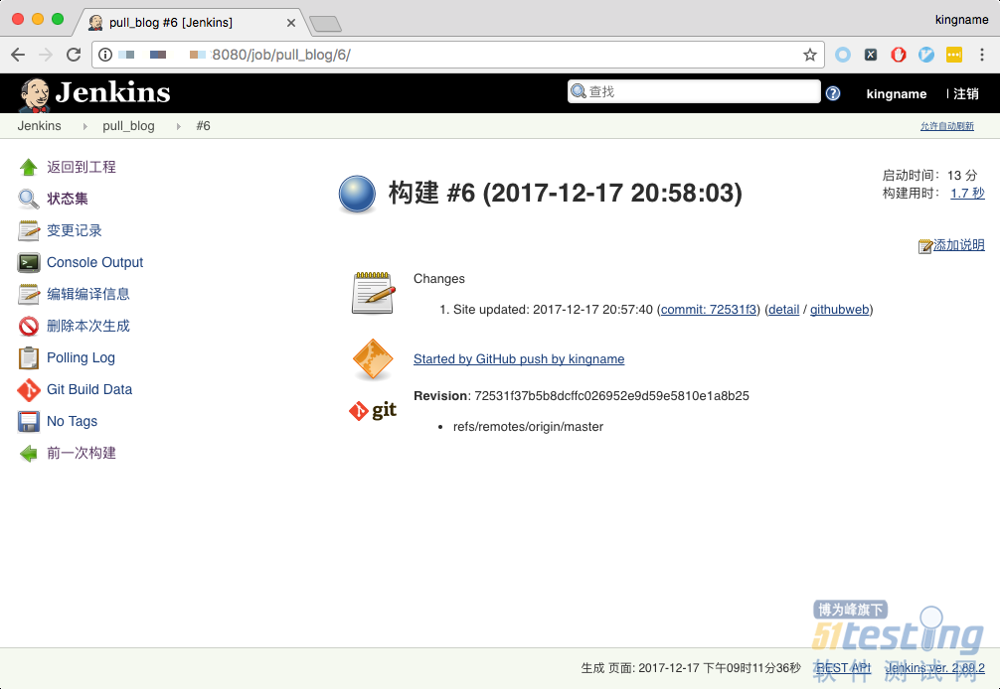 pull_blog #6 [Jenkins]
kingname
8080/job/pull_blog/6/
Jenkins
查找
kingname
注销
Jenkins
pull_blog
#6
允许自动刷新
返回到工程
状态集
变更记录
Console Output
编辑编译信息
删除本次生成
Polling Log
Git Build Data
No Tags
前一次构建
构建 #6 (2017-12-17 20:58:03)
启动时间: 13 分
构建用时: 1.7 秒
添加说明
Changes
1. Site updated: 2017-12-17 20:57:40 (commit: 72531f3) (detail / githubweb)
Started by GitHub push by kingname
git
Revision: 72531f37b5b8dcffc026952e9d59e5810e1a8b25
refs/remotes/origin/master
博为峰旗下
51testing
软件测试网
生成 页面: 2017-12-17 下午09时11分36秒 REST API Jenkins ver. 2.89.2